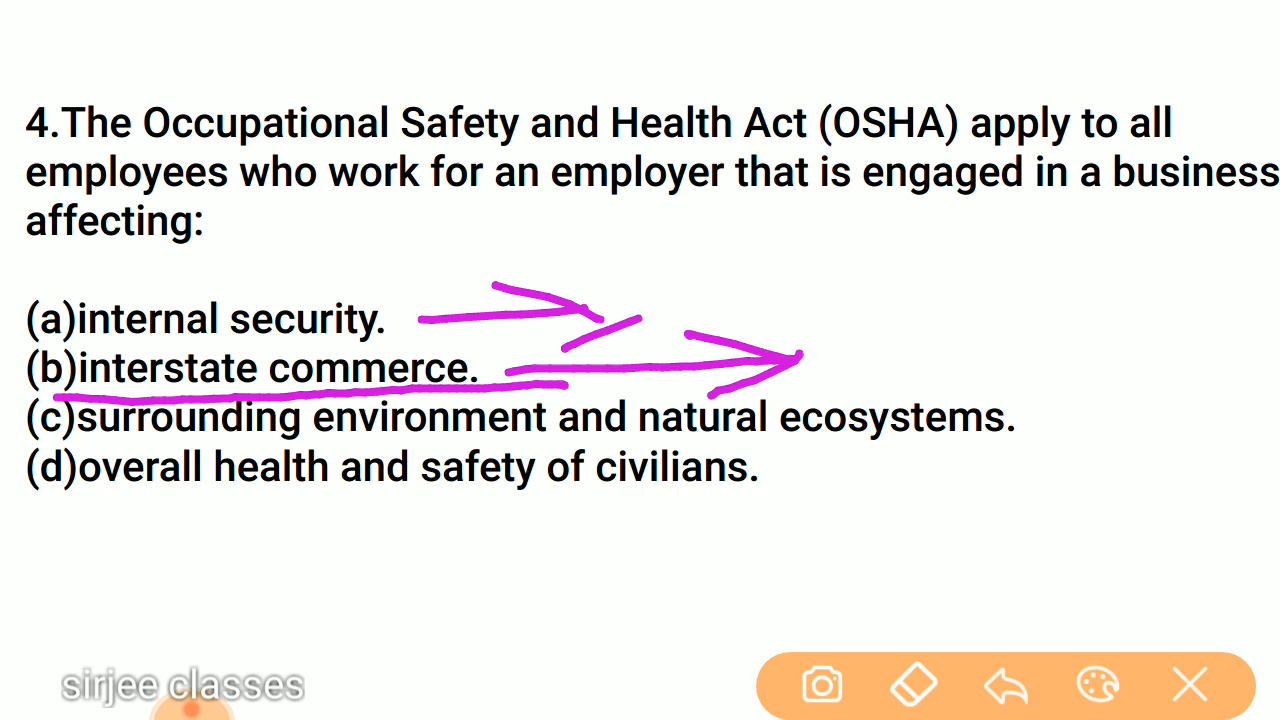 4.The Occupational Safety and Health Act (OSHA) apply to all
employees who work for an employer that is engaged in a business
affecting:
(a)internal security.
(b)interstate commerce.
(c)surrounding environment and natural ecosystems.
(d)overall health and safety of civilians.
sirjee classes